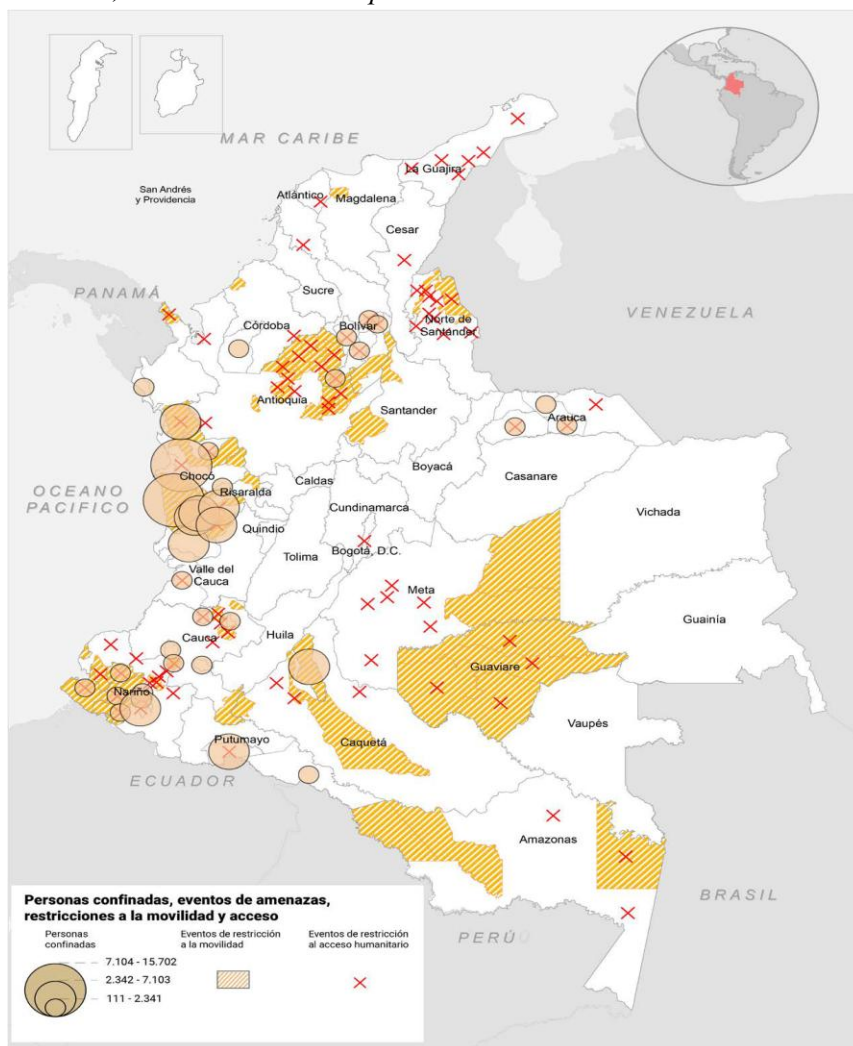 MAR CARIBE
La Guajira
San Andrés
y Providencia
Atlántico
Magdalena
Cesar
PANAMÁ
Sucre
VENEZUELA
Córdoba
Bolívar
Norte de
Santander
Antioquia
Santander
Arauca
Boyacá
Chocó
Caldas
Casanare
OCEANO
PACIFICO
Risaralda
Cundinamarca
Vichada
Quindio
Tolima
Bogotá, D.C.
Valle del
Cauca
Meta
Guainía
Cauca
Huila
Guaviare
Nariño
Vaupés
Putumayo
Caquetá
ECUADOR
Amazonas
BRASIL
PERÚ
Personas confinadas, eventos de amenazas,
restricciones a la movilidad y acceso
Personas
confinadas
Eventos de restricción
a la movilidad
Eventos de restricción
al acceso humanitario
7.104 - 15.702
2.342 - 7.103
111 - 2.341